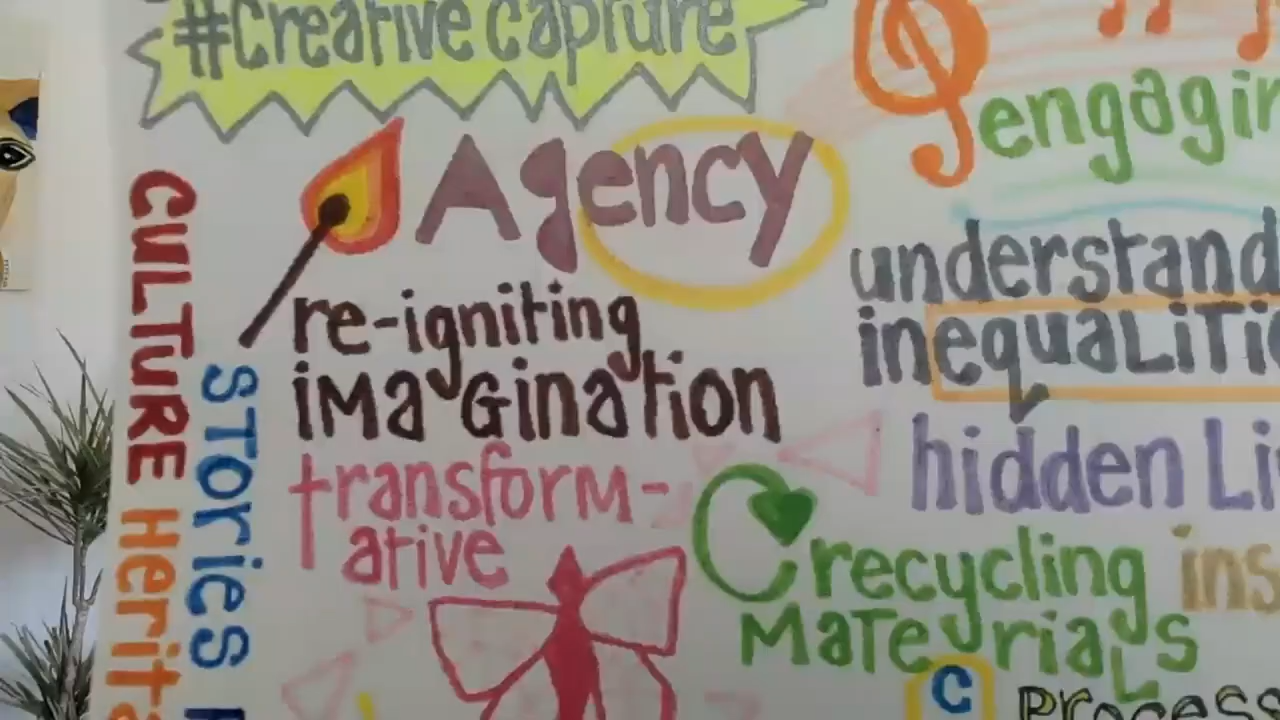 #Creative capture
Agency
re-igniting
iMaGination
transform-
ative
CULTURE Herita
STOries
engagin
understand
inequaLiTi
hidden Li
recycling
MaTeriaLs
ins
C
Process